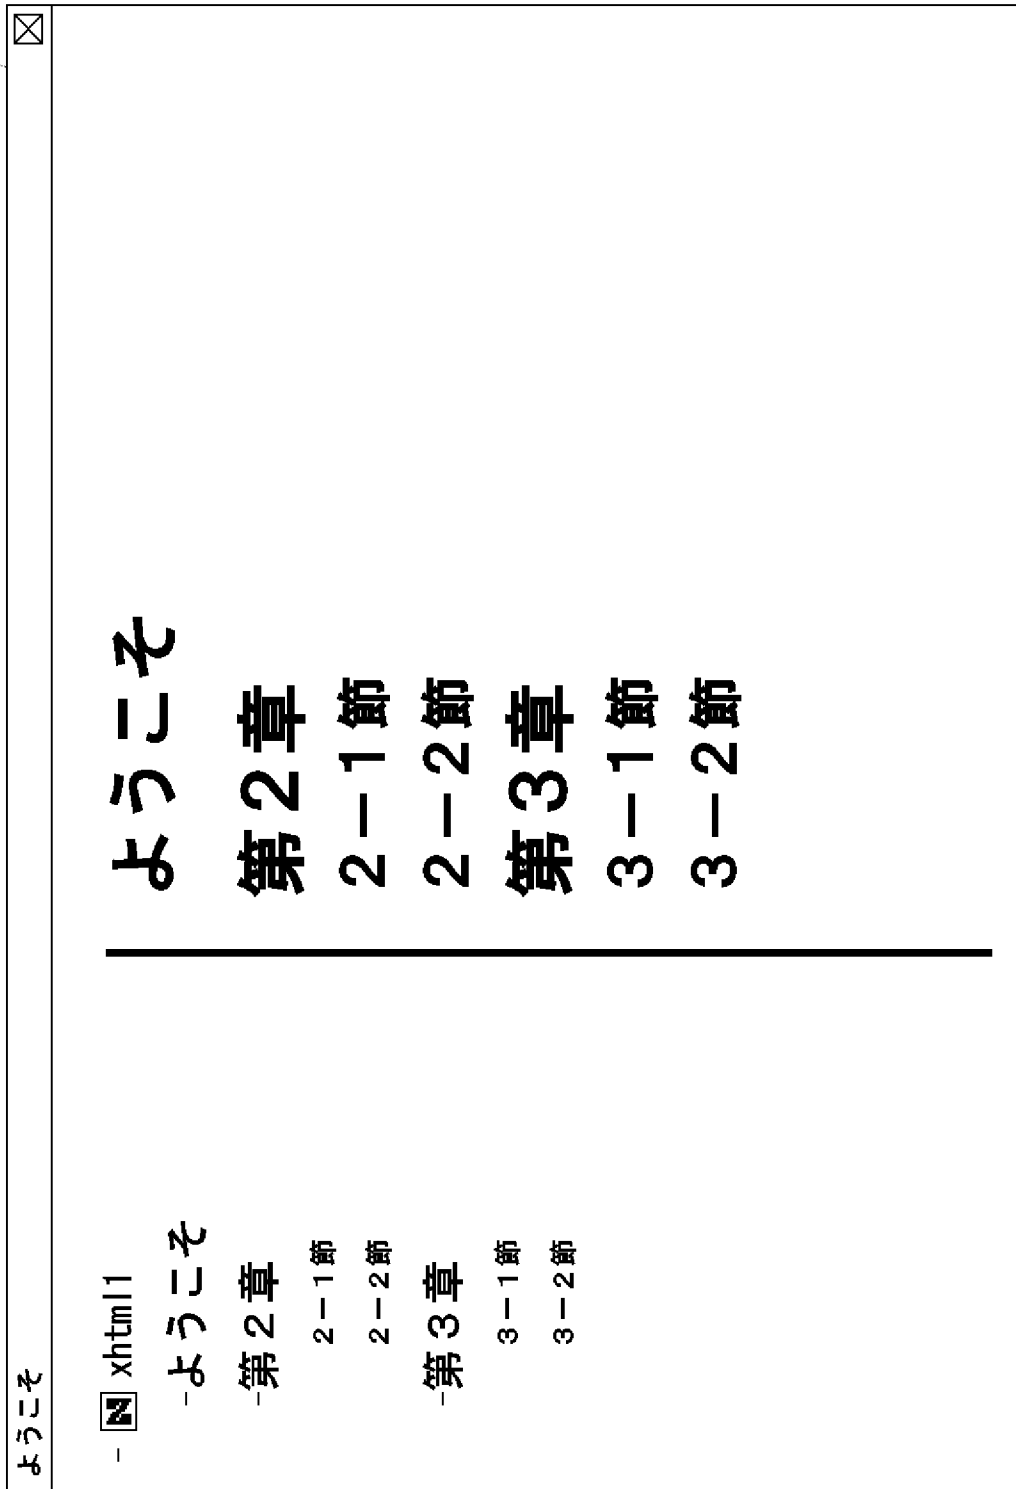 ようこそ
- N xhtml1
-ようこそ
-第2章
2-1節
2-2節
-第3章
3-1節
3-2節
ようこそ
第2章
2-1節
2-2節
第3章
3-1節
3-2節